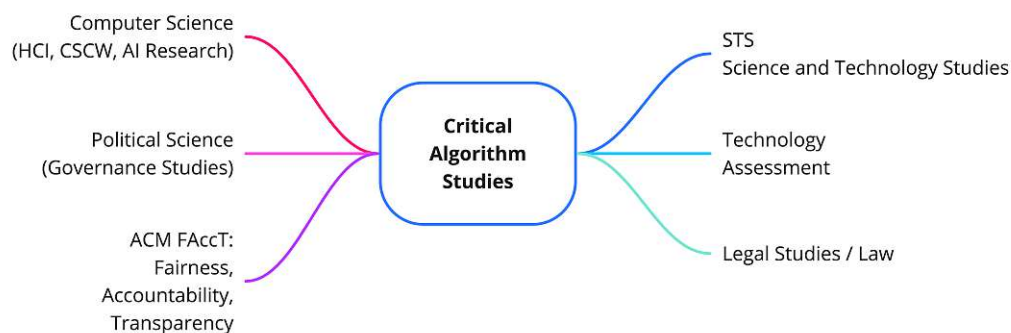 Computer Science
(HCI, CSCW, AI Research)
Political Science
(Governance Studies)
ACM FAccT:
Fairness,
Accountability,
Transparency
Critical
Algorithm
Studies
STS
Science and Technology Studies
Technology
Assessment
Legal Studies / Law